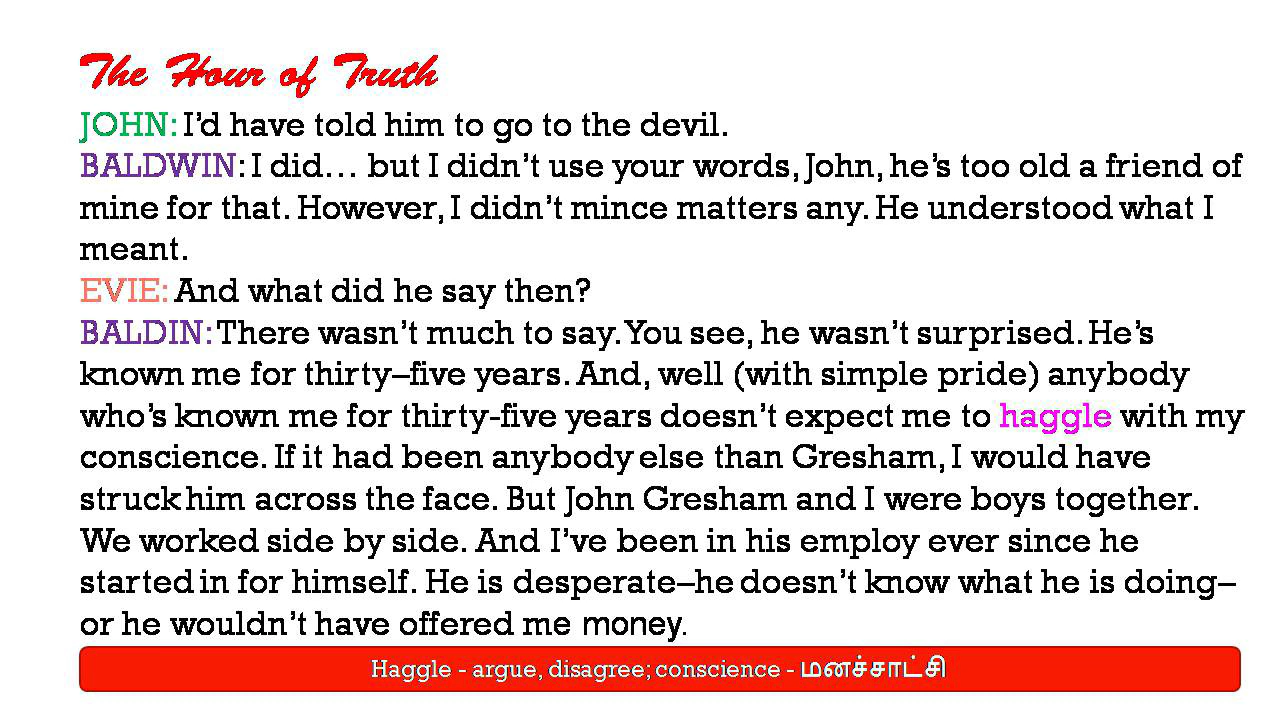 The Hour of Truth
JOHN: I’d have told him to go to the devil.
BALDWIN: I did… but I didn’t use your words, John, he’s too old a friend of
mine for that. However, I didn’t mince matters any. He understood what I
meant.
EVIE: And what did he say then?
BALDIN: There wasn’t much to say. You see, he wasn’t surprised. He’s
known me for thirty–five years. And, well (with simple pride) anybody
who’s known me for thirty-five years doesn’t expect me to haggle with my
conscience. If it had been anybody else than Gresham, I would have
struck him across the face. But John Gresham and I were boys together.
We worked side by side. And I’ve been in his employ ever since he
started in for himself. He is desperate–he doesn’t know what he is doing–
or he wouldn’t have offered me money.
Haggle - argue, disagree; conscience - மனச்சாட்சி